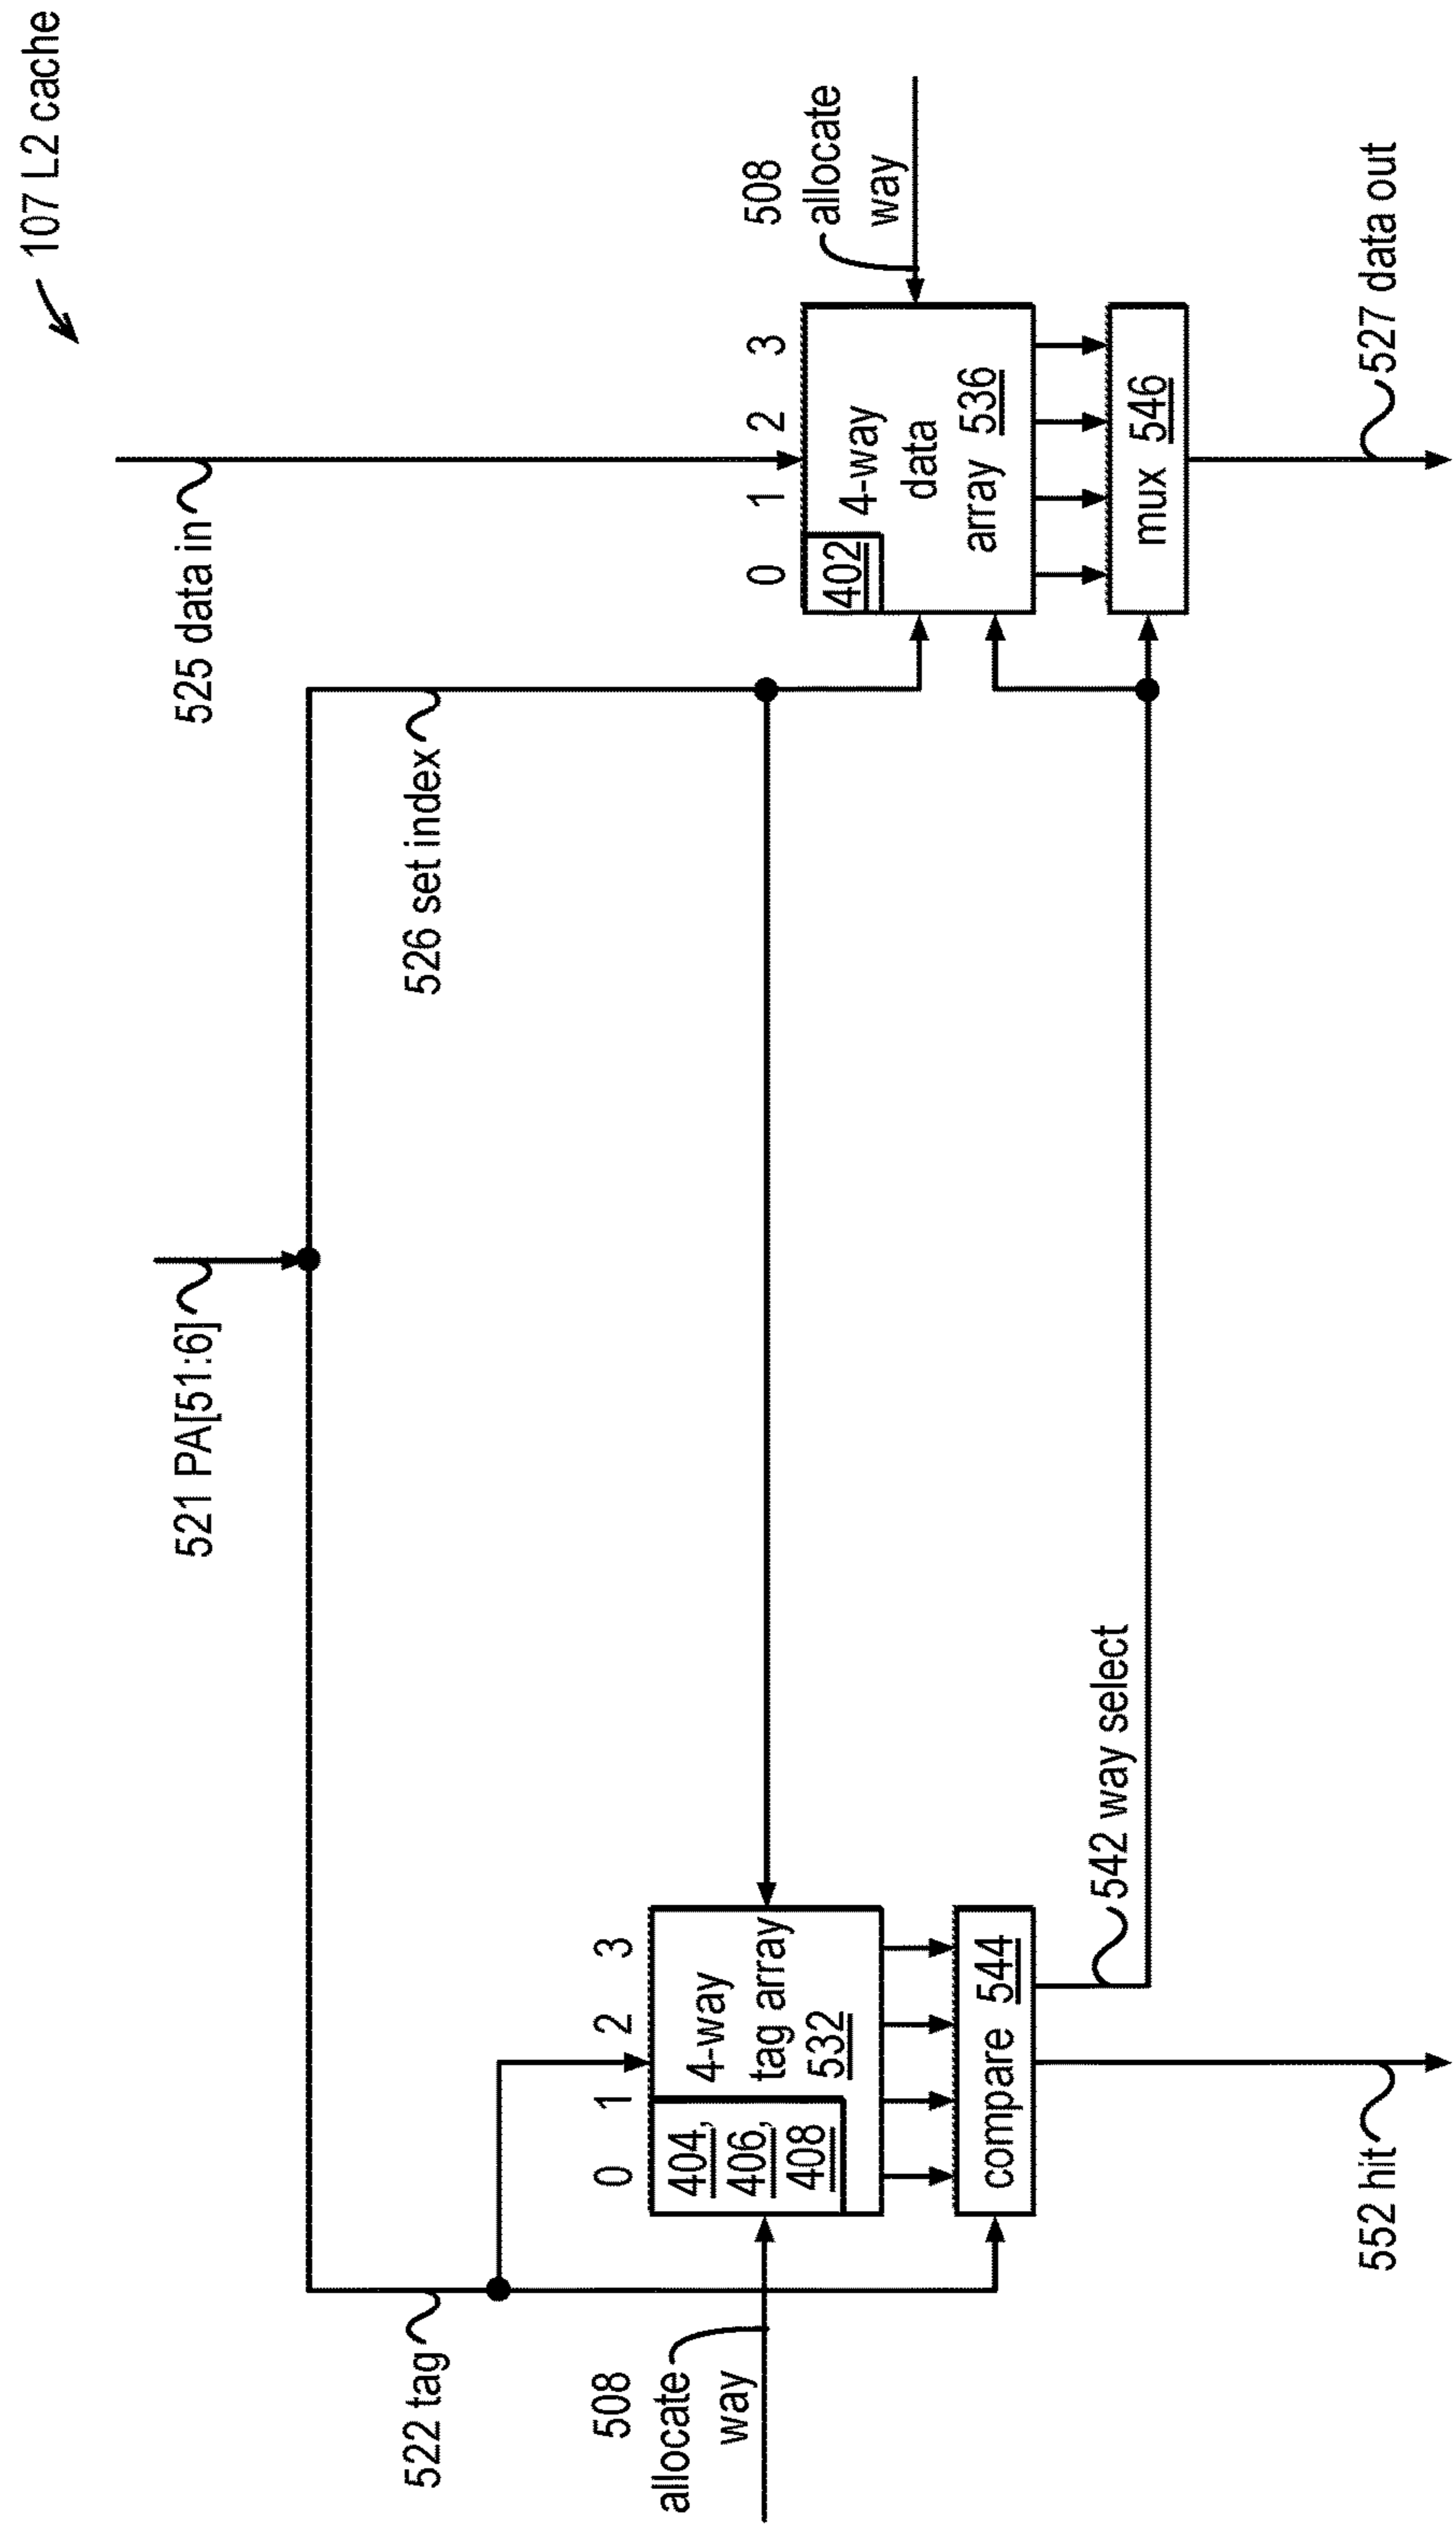 107 L2 cache
521 PA[51:6]
525 data in
522 tag
526 set index
508
allocate
way
0 1 2 3
404,
406,
408
4-way
tag array
532
0 1 2 3
402
4-way
data
array 536
508
allocate
way
compare 544
mux 546
542 way select
552 hit
527 data out